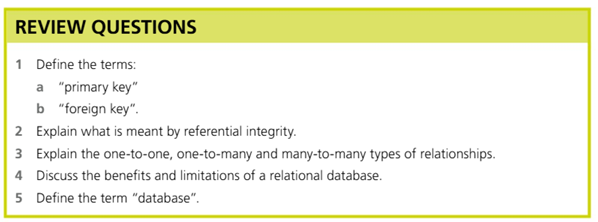 REVIEW QUESTIONS
1 Define the terms:
a “primary key”
b “foreign key”.
2 Explain what is meant by referential integrity.
3 Explain the one-to-one, one-to-many and many-to-many types of relationships.
4 Discuss the benefits and limitations of a relational database.
5 Define the term “database”.